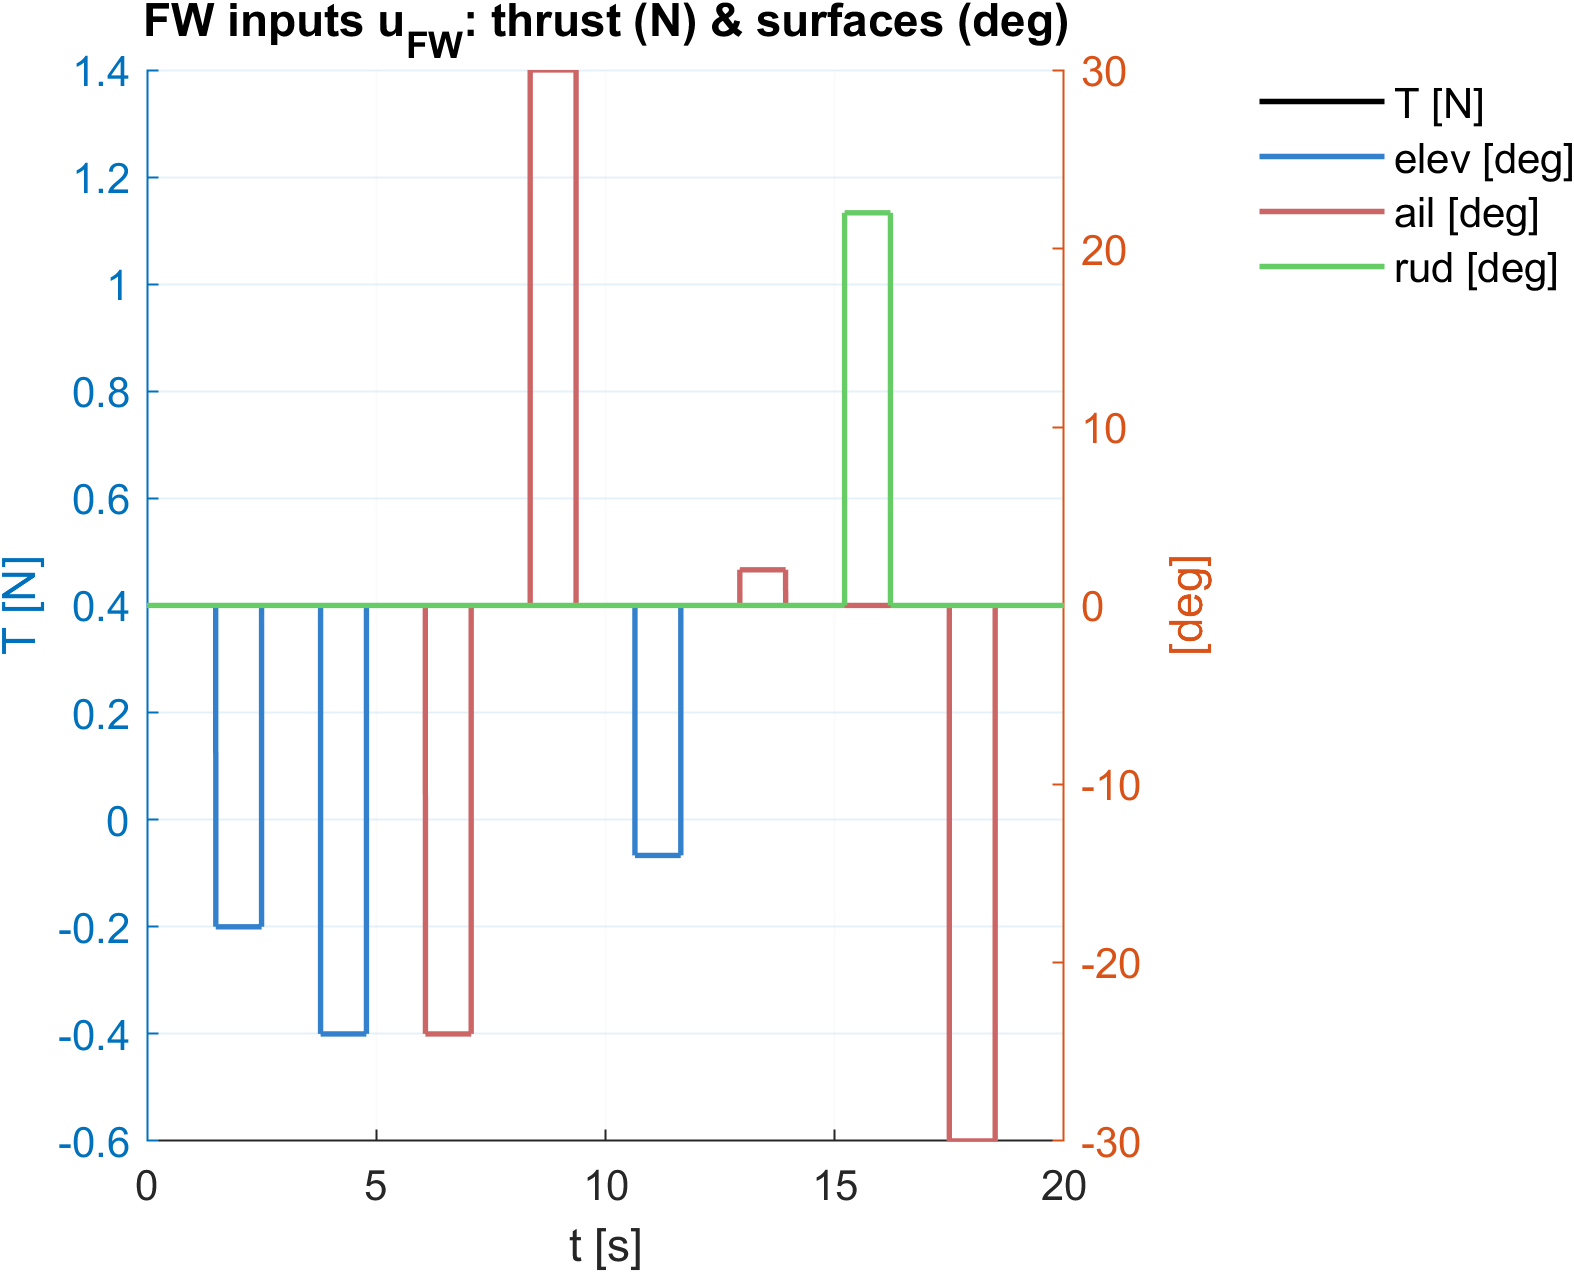 FW inputs u_FW: thrust (N) & surfaces (deg)
1.4
1.2
1
0.8
0.6
0.4
0.2
0
-0.2
-0.4
-0.6
T [N]
30
20
10
0
-10
-20
-30
[deg]
0 5 10 15 20
t [s]
T [N]
elev [deg]
ail [deg]
rud [deg]